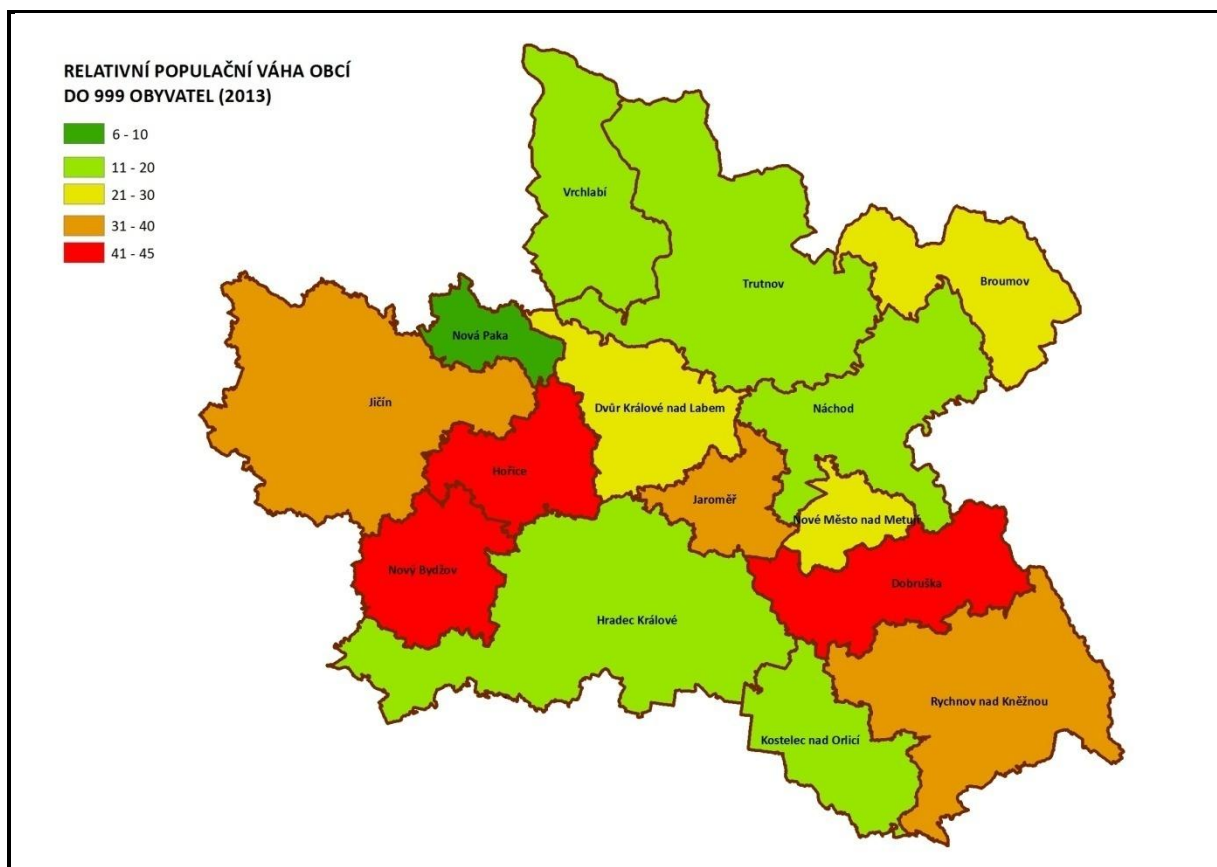 RELATIVNÍ POPULAČNÍ VÁHA OBCÍ
DO 999 OBYVATEL (2013)
6 - 10
11 - 20
21 - 30
31 - 40
41 - 45
Vrchlabí
Trutnov
Broumov
Nová Paka
Jičín
Dvůr Králové nad Labem
Náchod
Hořice
Jaroměř
Nové Město nad Metují
Nový Bydžov
Dobruška
Hradec Králové
Rychnov nad Kněžnou
Kostelec nad Orlicí